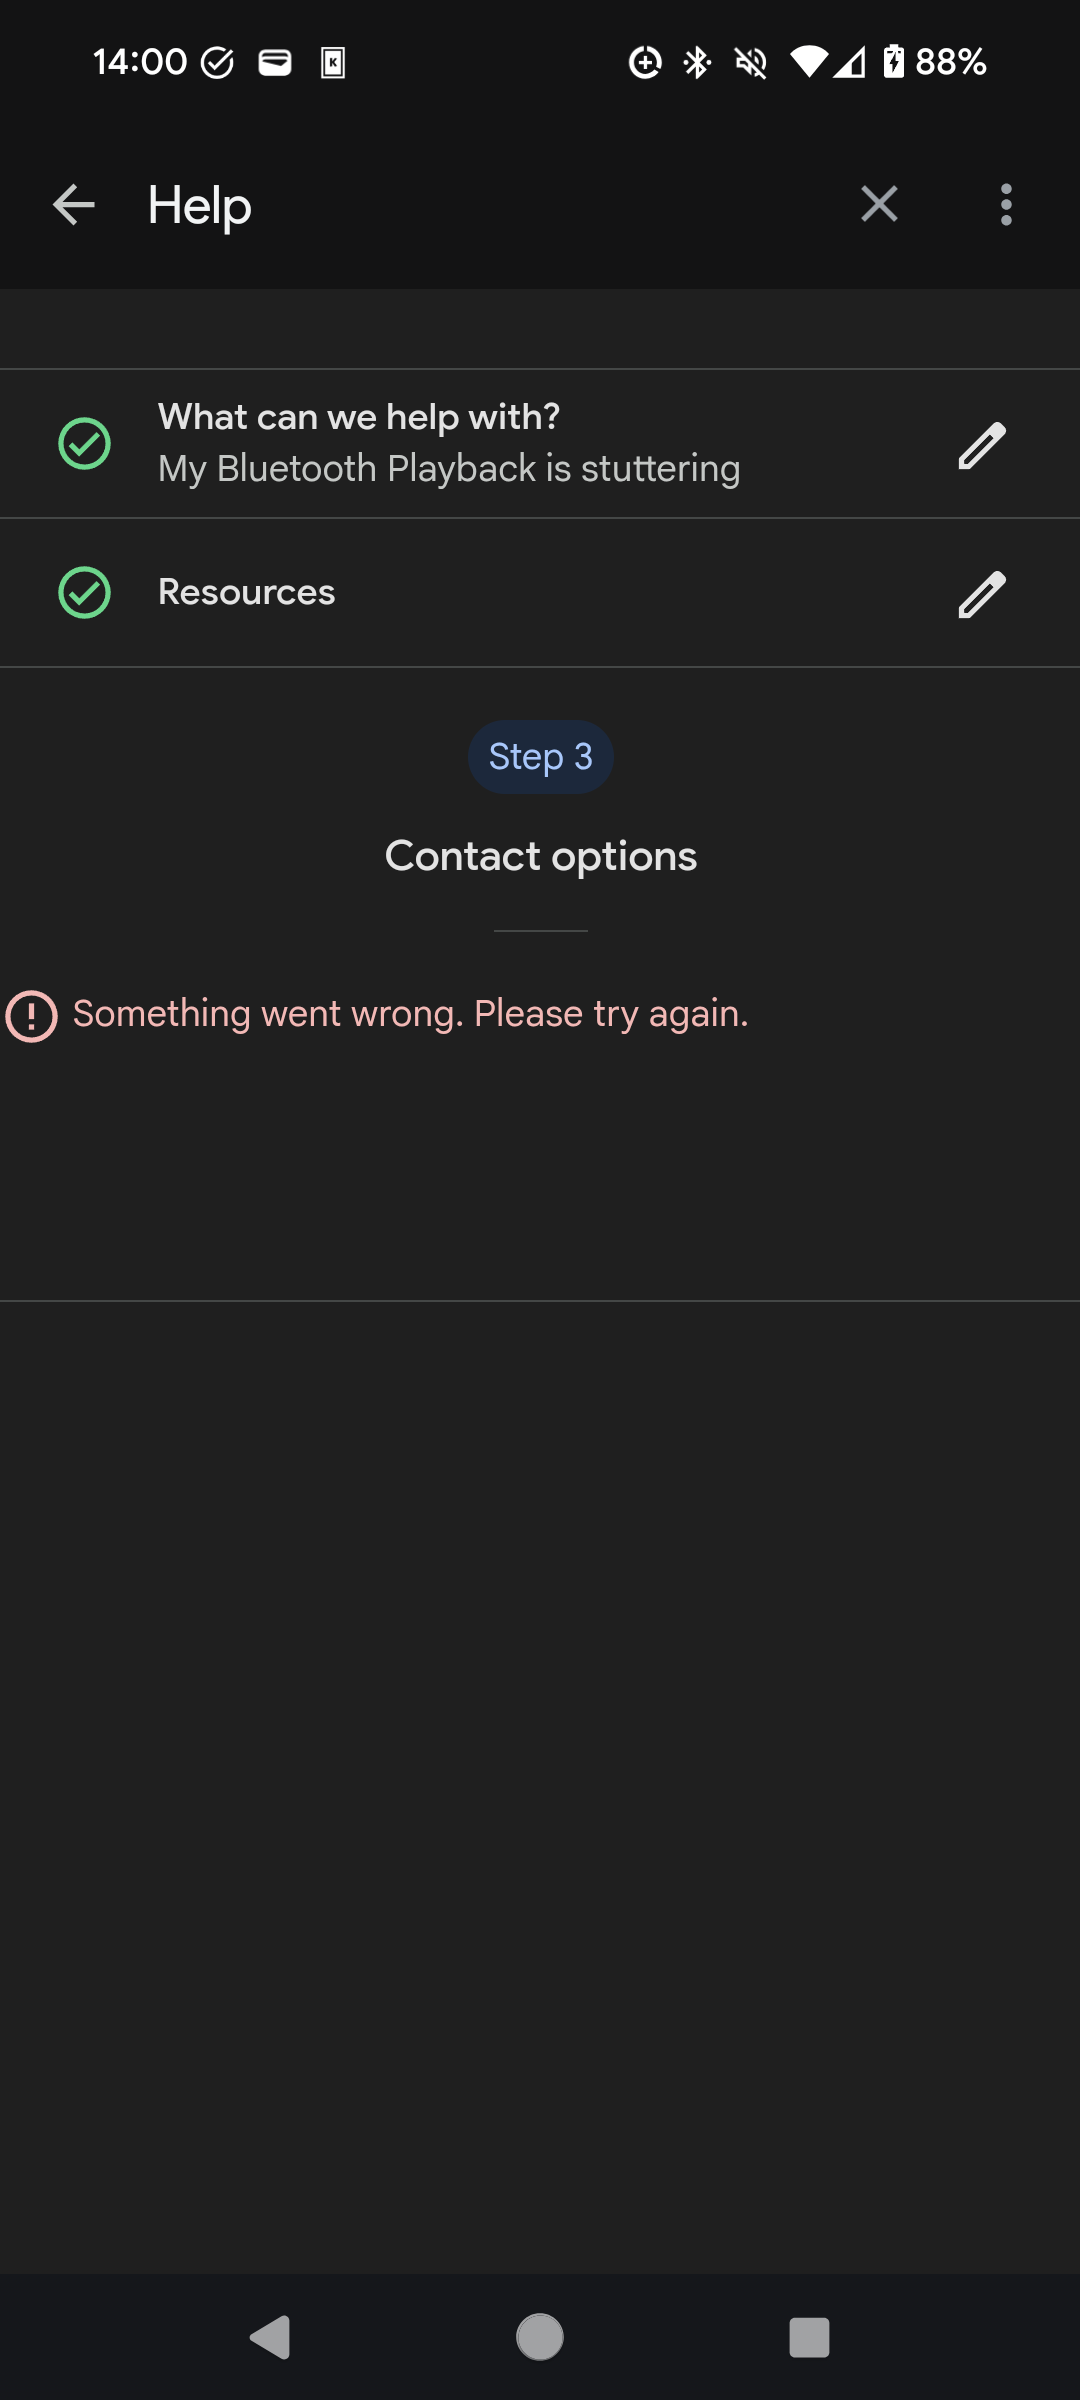 14:00 K 88%
Help
What can we help with?
My Bluetooth Playback is stuttering
Resources
Step 3
Contact options
Something went wrong. Please try again.